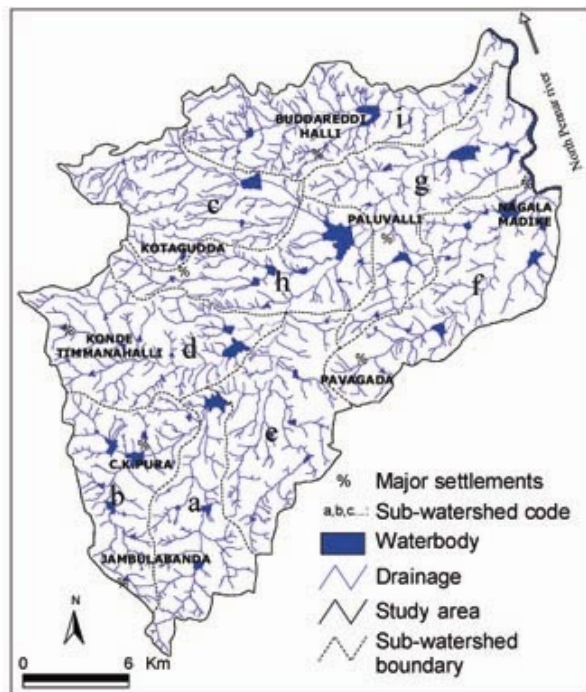 North Pennar river
BUDDAREDDI
HALLI
i
g
c
NAGALA
MADIKE
PALUVALLI
KOTAGUDDA
h
f
KONDE
TIMMANAHALLI
d
PAVAGADA
e
C.K.PURA
b
a
JAMBULABANDA
% Major settlements
a,b,c...: Sub-watershed code
Waterbody
Drainage
Study area
Sub-watershed
boundary
N
0 6 Km